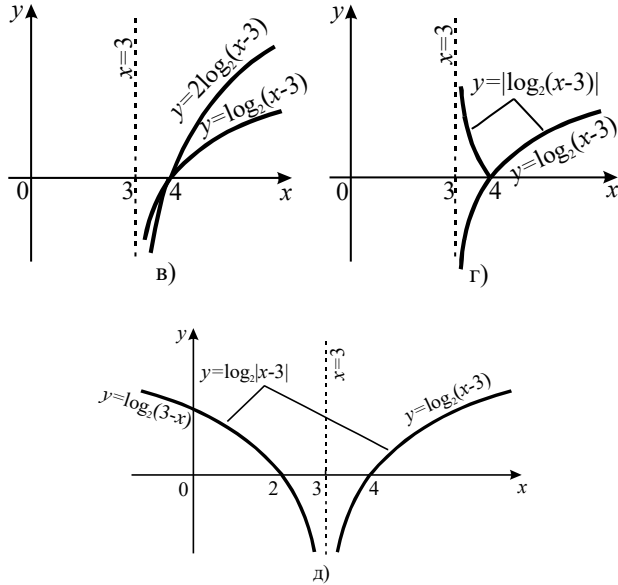 y
x=3
y=2log₂(x-3)
y=log₂(x-3)
0
3
4
x
в)
y
x=3
y=|log₂(x-3)|
y=log₂(x-3)
0
3
4
x
г)
y
x=3
y=log₂|x-3|
y=log₂(3-x)
y=log₂(x-3)
0
2
3
4
x
д)